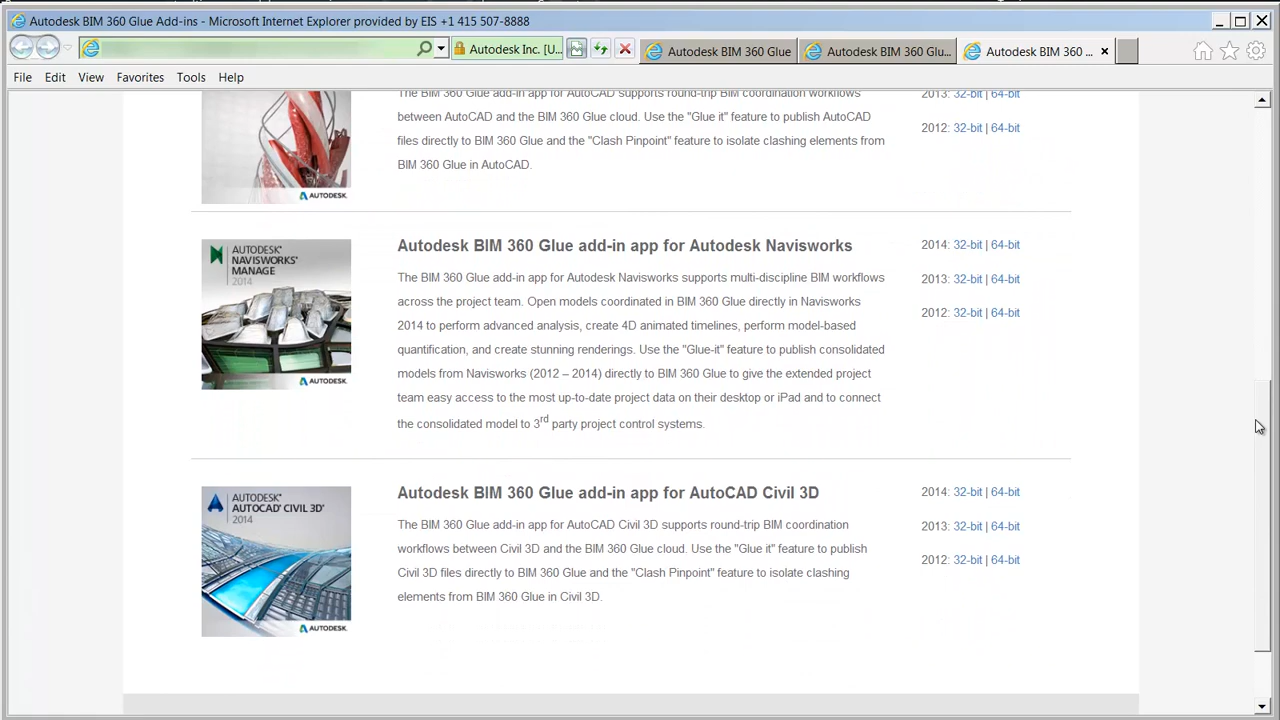 Autodesk BIM 360 Glue Add-ins - Microsoft Internet Explorer provided by EIS +1 415 507-8888
Autodesk Inc. [U...
Autodesk BIM 360 Glue
Autodesk BIM 360 Glu...
Autodesk BIM 360 ...
File Edit View Favorites Tools Help
The BIM 360 Glue add-in app for AutoCAD supports round-trip BIM coordination workflows
between AutoCAD and the BIM 360 Glue cloud. Use the "Glue it" feature to publish AutoCAD
files directly to BIM 360 Glue and the "Clash Pinpoint" feature to isolate clashing elements from
BIM 360 Glue in AutoCAD.
2013: 32-bit | 64-bit
2012: 32-bit | 64-bit
AUTODESK.
AUTODESK®
NAVISWORKS®
MANAGE
2014
AUTODESK.
Autodesk BIM 360 Glue add-in app for Autodesk Navisworks
The BIM 360 Glue add-in app for Autodesk Navisworks supports multi-discipline BIM workflows
across the project team. Open models coordinated in BIM 360 Glue directly in Navisworks
2014 to perform advanced analysis, create 4D animated timelines, perform model-based
quantification, and create stunning renderings. Use the "Glue-it" feature to publish consolidated
models from Navisworks (2012 – 2014) directly to BIM 360 Glue to give the extended project
team easy access to the most up-to-date project data on their desktop or iPad and to connect
the consolidated model to 3rd party project control systems.
2014: 32-bit | 64-bit
2013: 32-bit | 64-bit
2012: 32-bit | 64-bit
AUTODESK®
AUTOCAD® CIVIL 3D®
2014
AUTODESK.
Autodesk BIM 360 Glue add-in app for AutoCAD Civil 3D
The BIM 360 Glue add-in app for AutoCAD Civil 3D supports round-trip BIM coordination
workflows between Civil 3D and the BIM 360 Glue cloud. Use the "Glue it" feature to publish
Civil 3D files directly to BIM 360 Glue and the "Clash Pinpoint" feature to isolate clashing
elements from BIM 360 Glue in Civil 3D.
2014: 32-bit | 64-bit
2013: 32-bit | 64-bit
2012: 32-bit | 64-bit